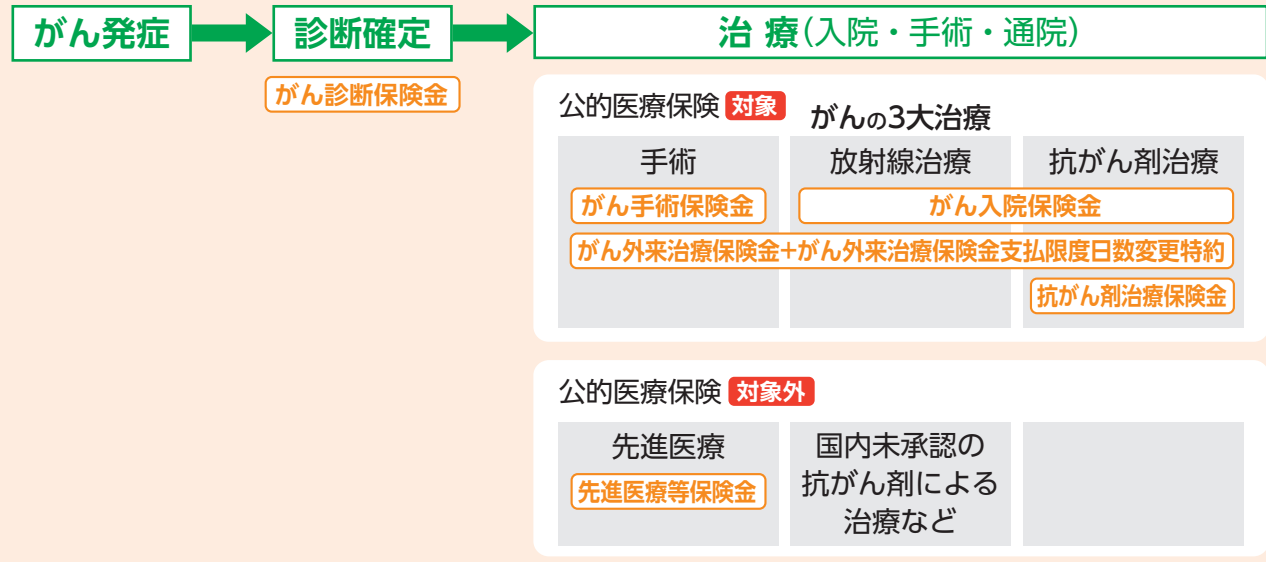 がん発症
診断確定
治 療(入院・手術・通院)
がん診断保険金
公的医療保険 対象
がんの3大治療
手術
放射線治療
抗がん剤治療
がん手術保険金
がん入院保険金
がん外来治療保険金+がん外来治療保険金支払限度日数変更特約
抗がん剤治療保険金
公的医療保険 対象外
先進医療
先進医療等保険金
国内未承認の
抗がん剤による
治療など